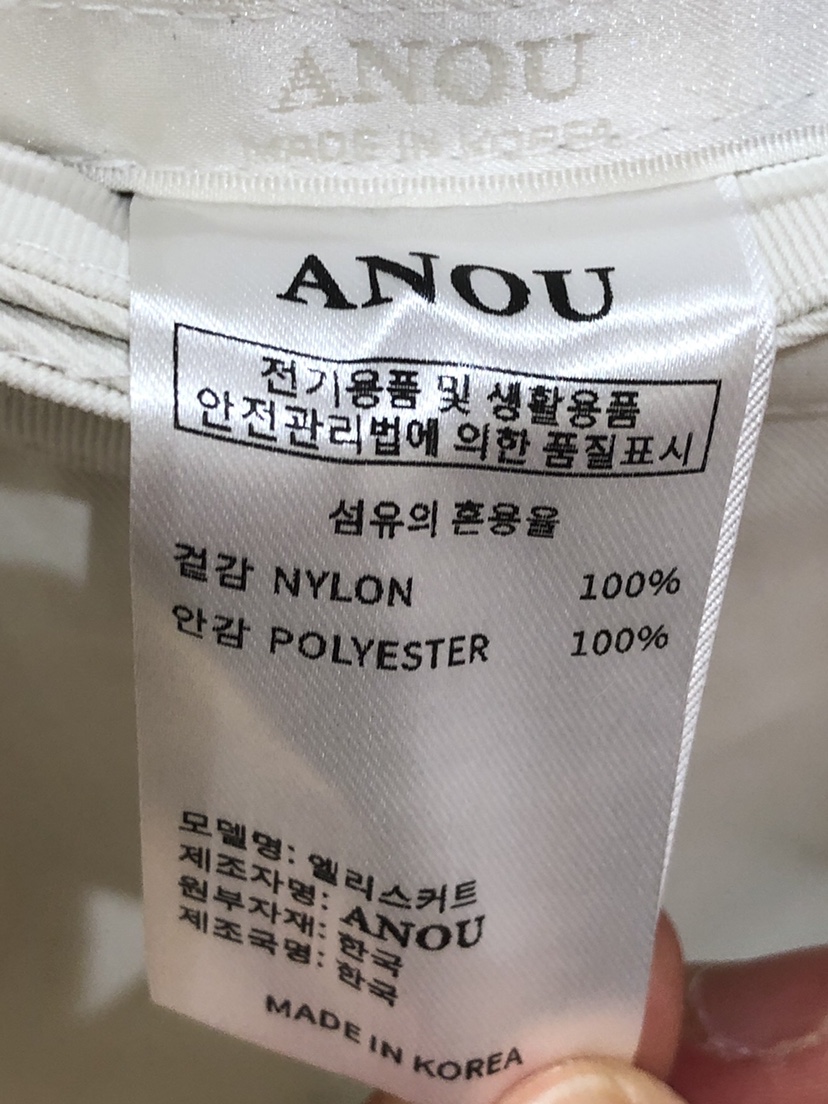 ANOU
MADE IN KOREA
ANOU
전기용품 및 생활용품
안전관리법에 의한 품질표시
섬유의 혼용율
겉감 NYLON 100%
안감 POLYESTER 100%
모델명: 엘리스커트
제조자명: ANOU
원부자재: 한국
제조국명: 한국
MADE IN KOREA